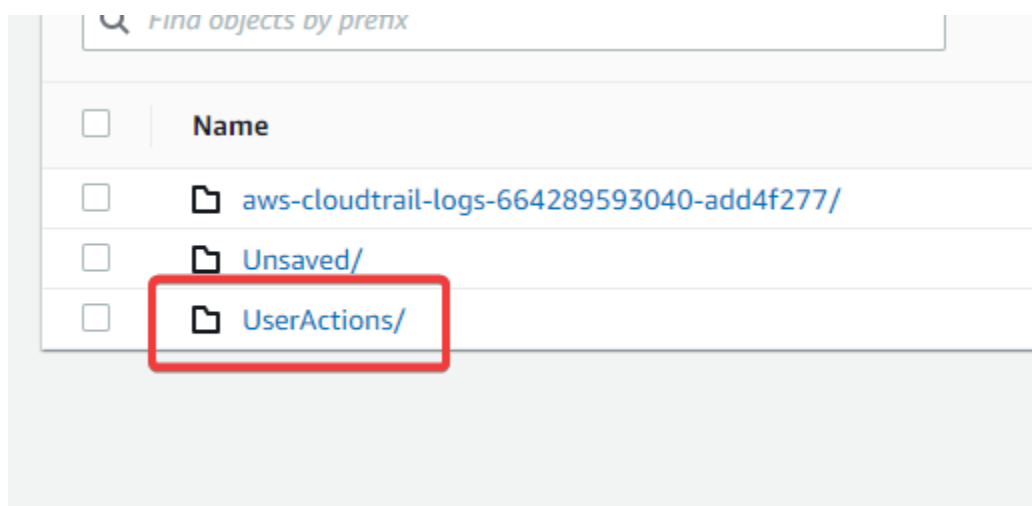 Find objects by prefix
Name
aws-cloudtrail-logs-664289593040-add4f277/
Unsaved/
UserActions/